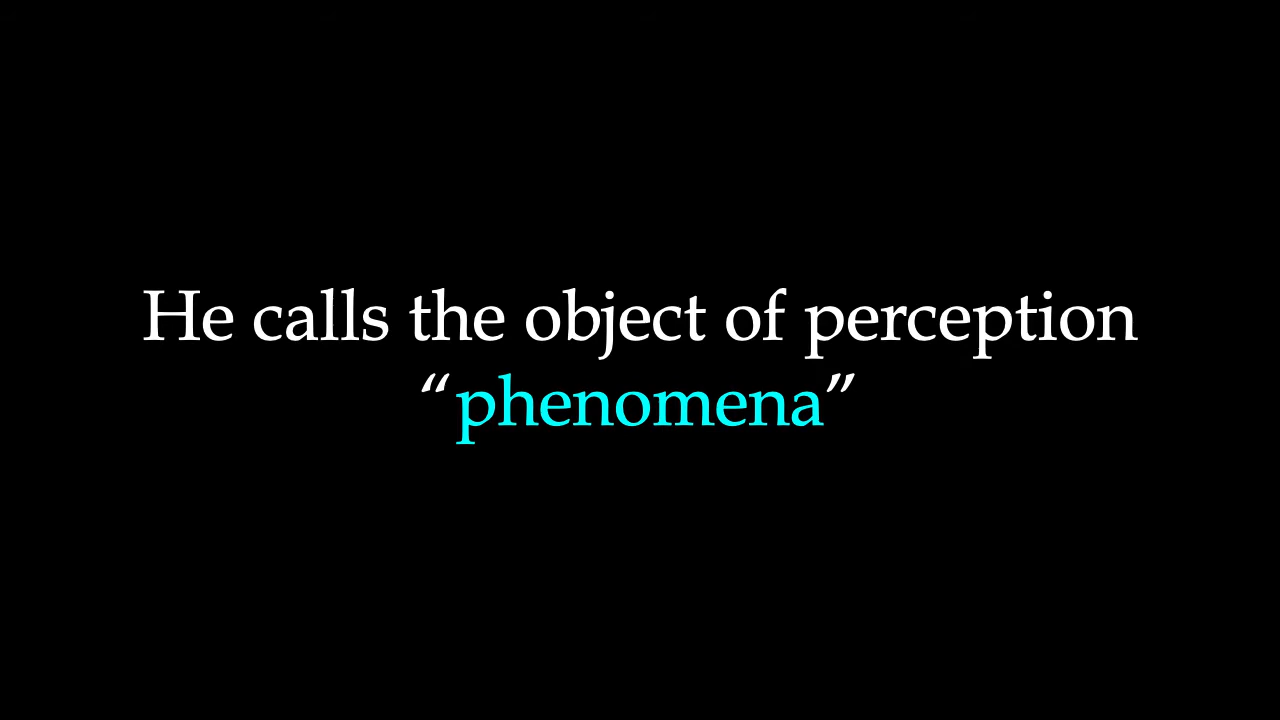 He calls the object of perception
“phenomena”